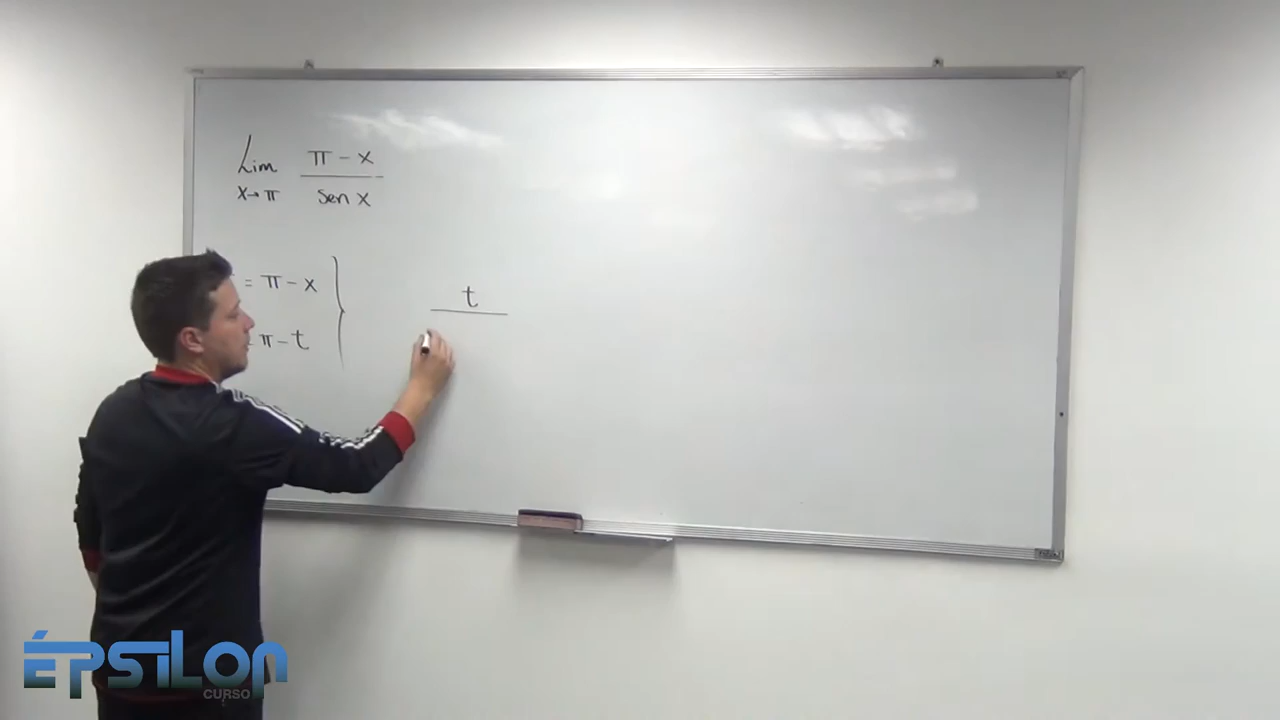 Lim π - x
x→π sen x
= π - x
π - t
t
ÉPSILON
CURSO